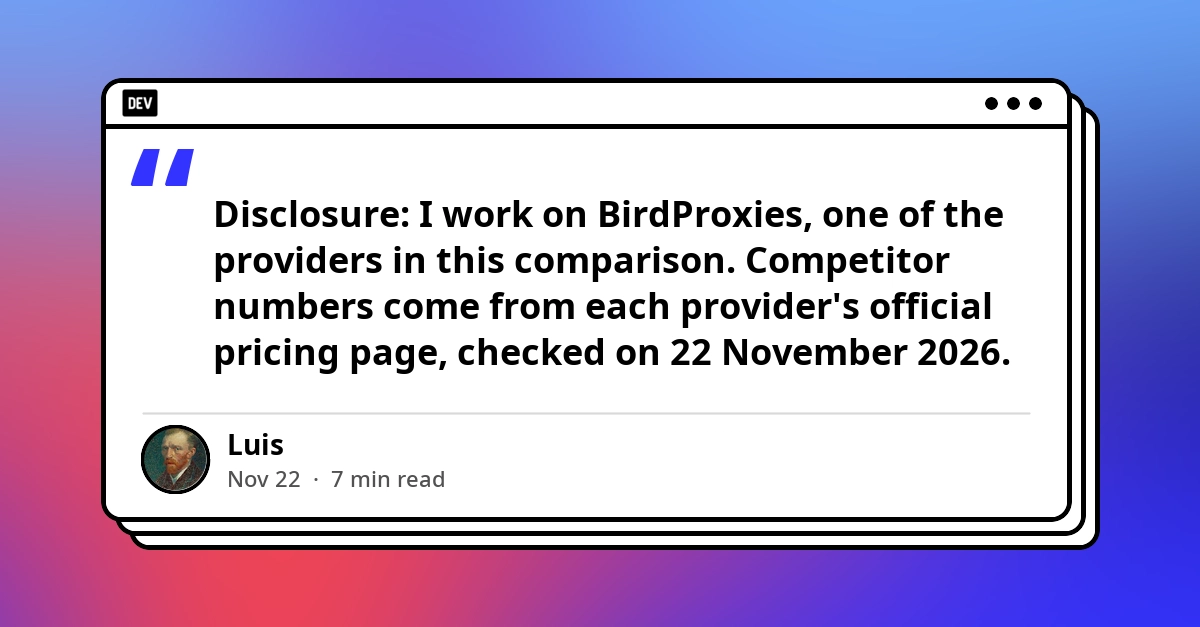 DEV
“
Disclosure: I work on BirdProxies, one of the
providers in this comparison. Competitor
numbers come from each provider's official
pricing page, checked on 22 November 2026.
Luis
Nov 22 · 7 min read